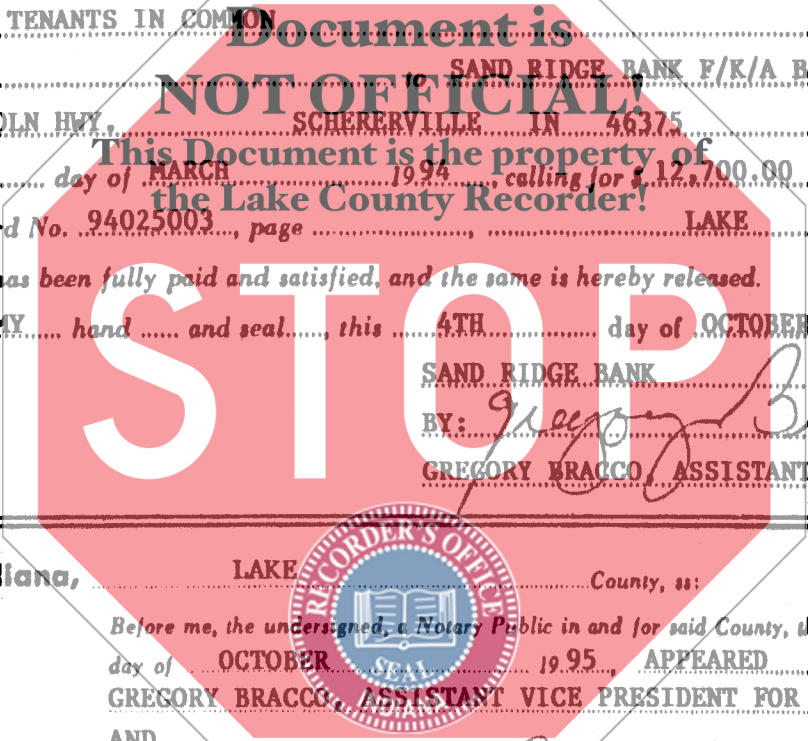 TENANTS IN COMMON
Document is
to SAND RIDGE BANK F/K/A B
NOT OFFICIAL!
OLN HWY, SCHERERVILLE IN 46375
This Document is the property of
day of MARCH 1994, calling for $ 12,700.00
the Lake County Recorder!
d No. 94025003, page , LAKE
as been fully paid and satisfied, and the same is hereby released.
MY hand and seal, this 4TH day of OCTOBER
STOP
SAND RIDGE BANK
BY: Gregory B
GREGORY BRACCO, ASSISTANT
RECORDER'S OFFICE
SEAL
INDIANA
iana, LAKE County, ss:
Before me, the undersigned, a Notary Public in and for said County,
day of OCTOBER 1995, APPEARED
GREGORY BRACCO, ASSISTANT VICE PRESIDENT FOR
AND